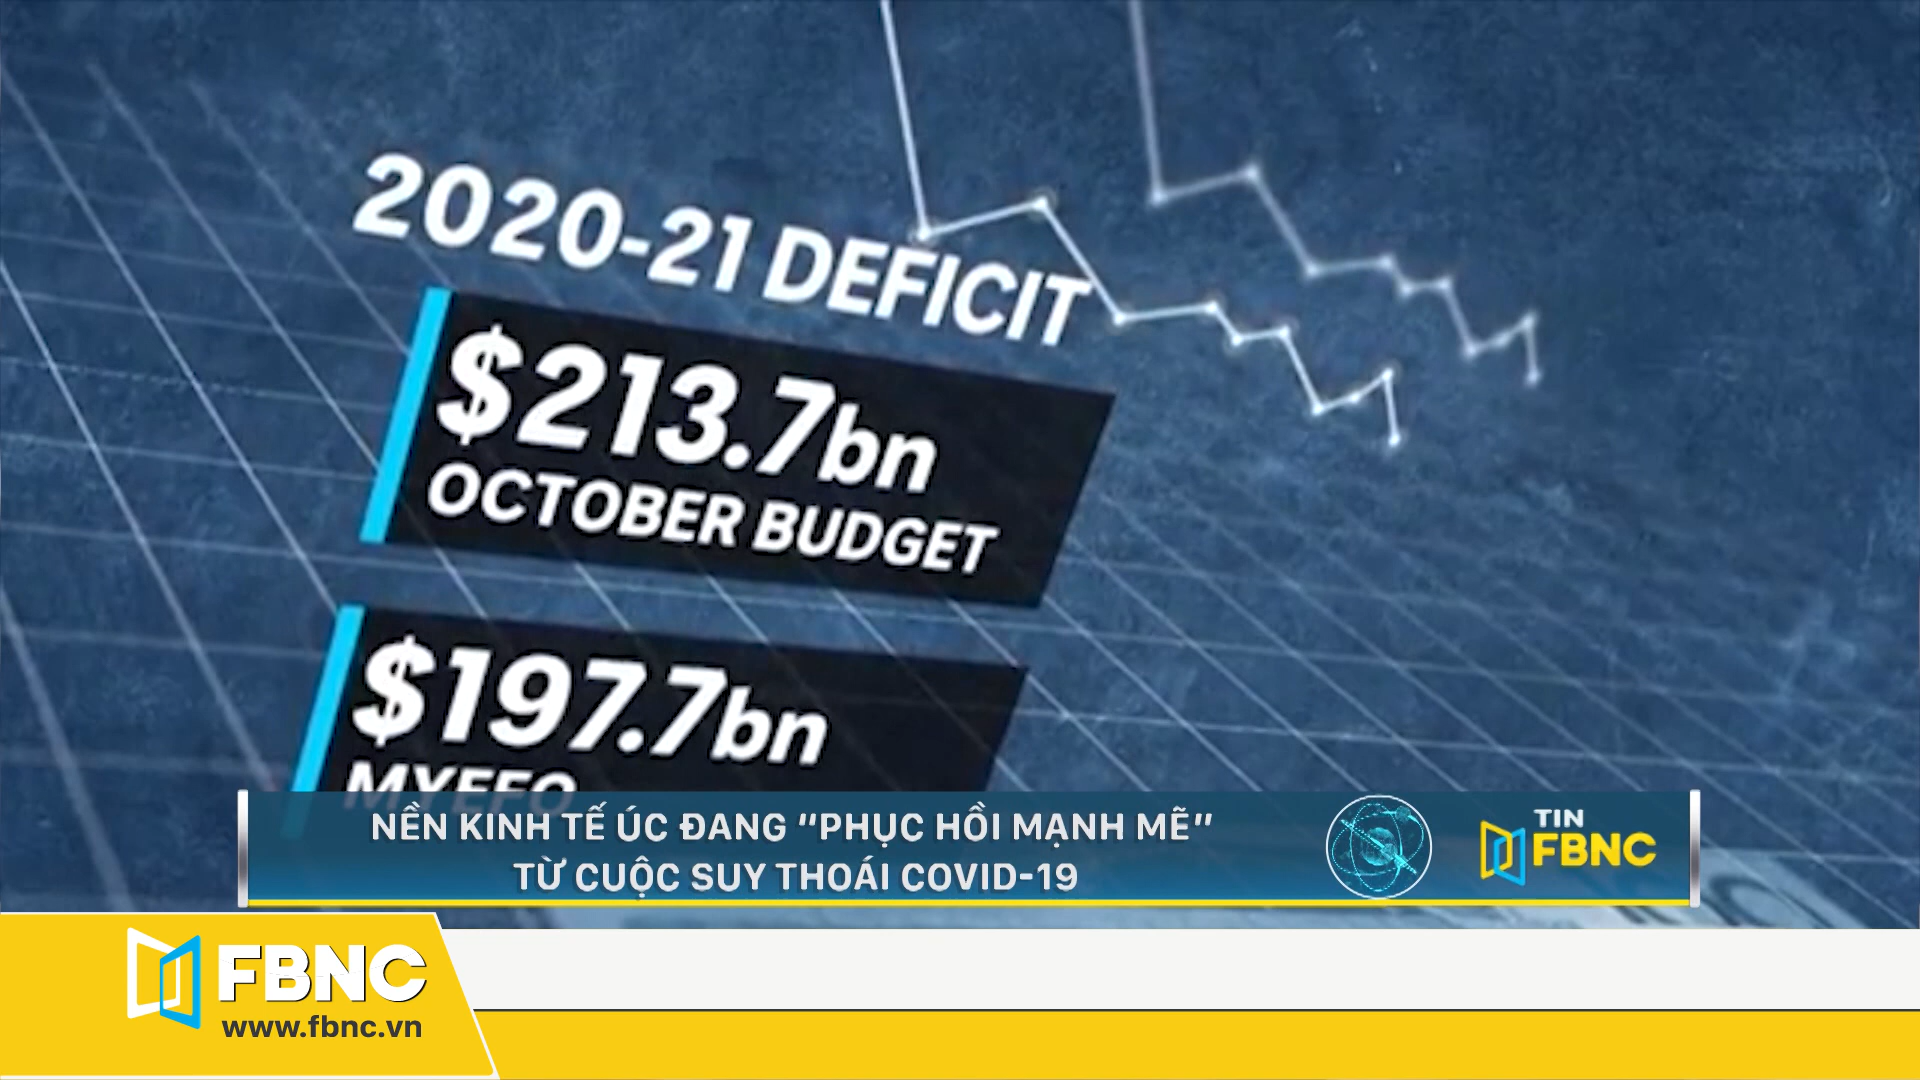 2020-21 DEFICIT
$213.7bn
OCTOBER BUDGET
$197.7bn
MYEFO
NỀN KINH TẾ ÚC ĐANG “PHỤC HỒI MẠNH MẼ”
TỪ CUỘC SUY THOÁI COVID-19
TIN
FBNC
FBNC
www.fbnc.vn